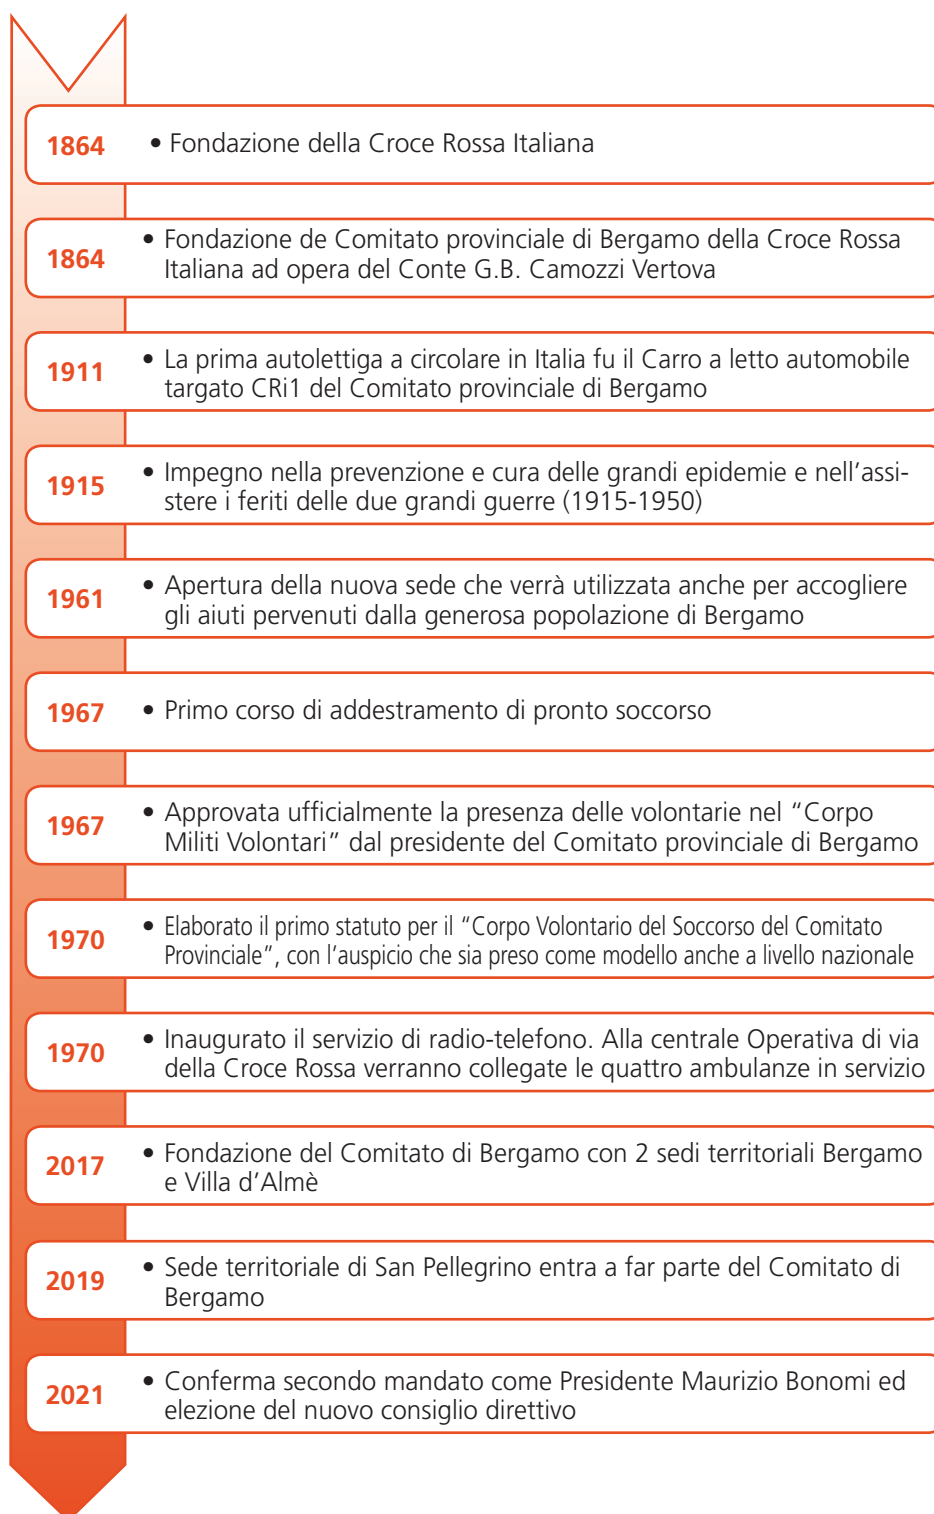 1864
• Fondazione della Croce Rossa Italiana
1864
• Fondazione de Comitato provinciale di Bergamo della Croce Rossa
Italiana ad opera del Conte G.B. Camozzi Vertova
1911
• La prima autolettiga a circolare in Italia fu il Carro a letto automobile
targato CRi1 del Comitato provinciale di Bergamo
1915
• Impegno nella prevenzione e cura delle grandi epidemie e nell’assi-
stere i feriti delle due grandi guerre (1915-1950)
1961
• Apertura della nuova sede che verrà utilizzata anche per accogliere
gli aiuti pervenuti dalla generosa popolazione di Bergamo
1967
• Primo corso di addestramento di pronto soccorso
1967
• Approvata ufficialmente la presenza delle volontarie nel “Corpo
Militi Volontari” dal presidente del Comitato provinciale di Bergamo
1970
• Elaborato il primo statuto per il “Corpo Volontario del Soccorso del Comitato
Provinciale”, con l’auspicio che sia preso come modello anche a livello nazionale
1970
• Inaugurato il servizio di radio-telefono. Alla centrale Operativa di via
della Croce Rossa verranno collegate le quattro ambulanze in servizio
2017
• Fondazione del Comitato di Bergamo con 2 sedi territoriali Bergamo
e Villa d’Almè
2019
• Sede territoriale di San Pellegrino entra a far parte del Comitato di
Bergamo
2021
• Conferma secondo mandato come Presidente Maurizio Bonomi ed
elezione del nuovo consiglio direttivo